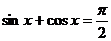 sin x + cos x = π/2